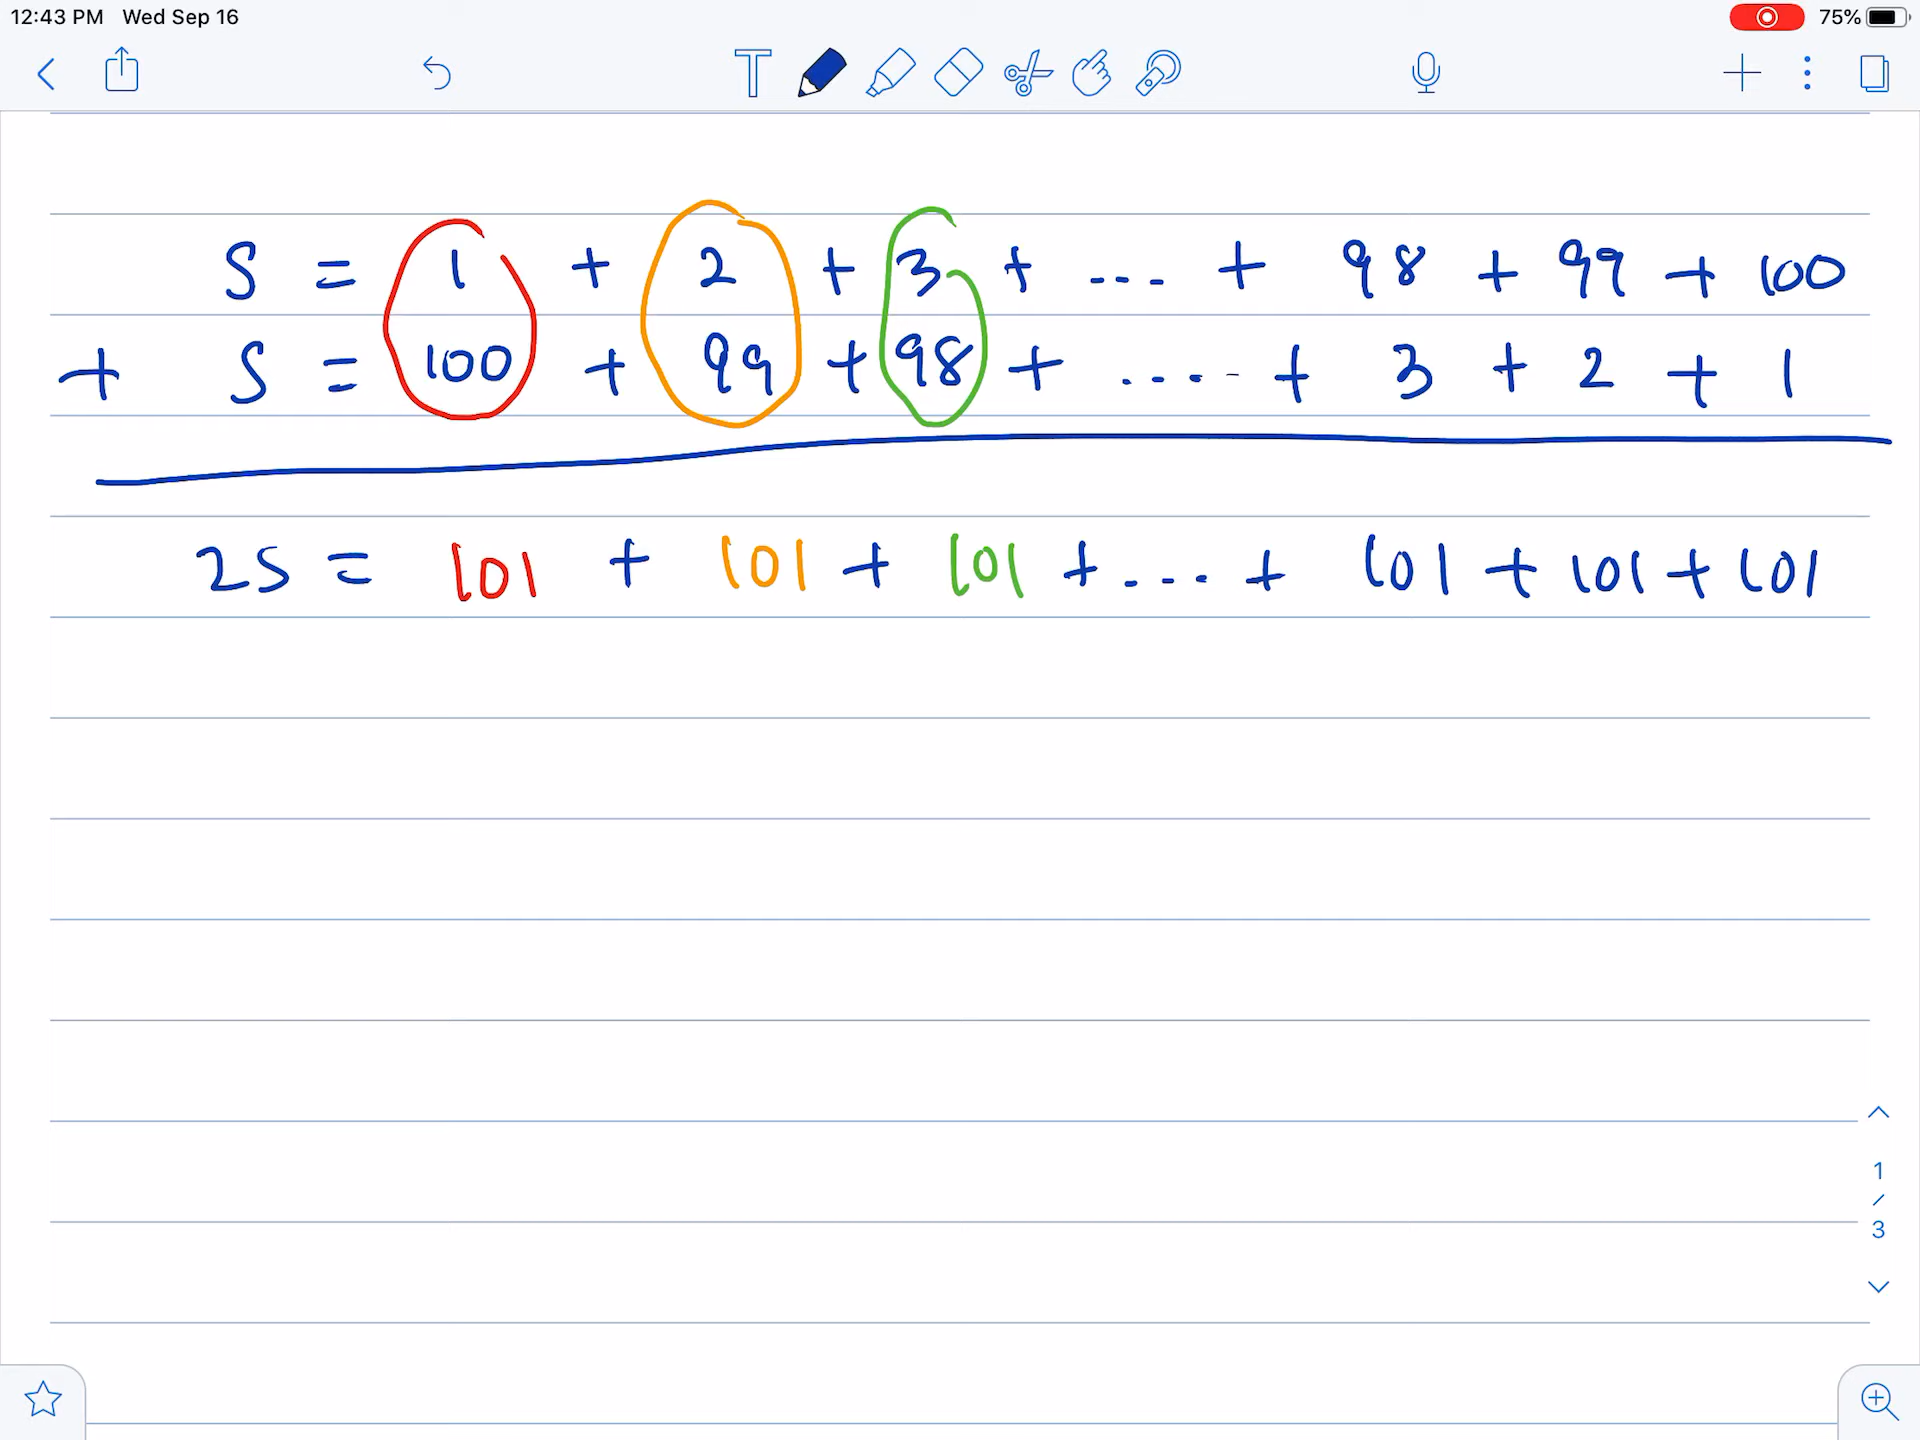 12:43 PM Wed Sep 16 75%
T
S = 1 + 2 + 3 + ... + 98 + 99 + 100
+ S = 100 + 99 + 98 + ..... + 3 + 2 + 1
2S = 101 + 101 + 101 + .... + 101 + 101 + 101
1
/
3